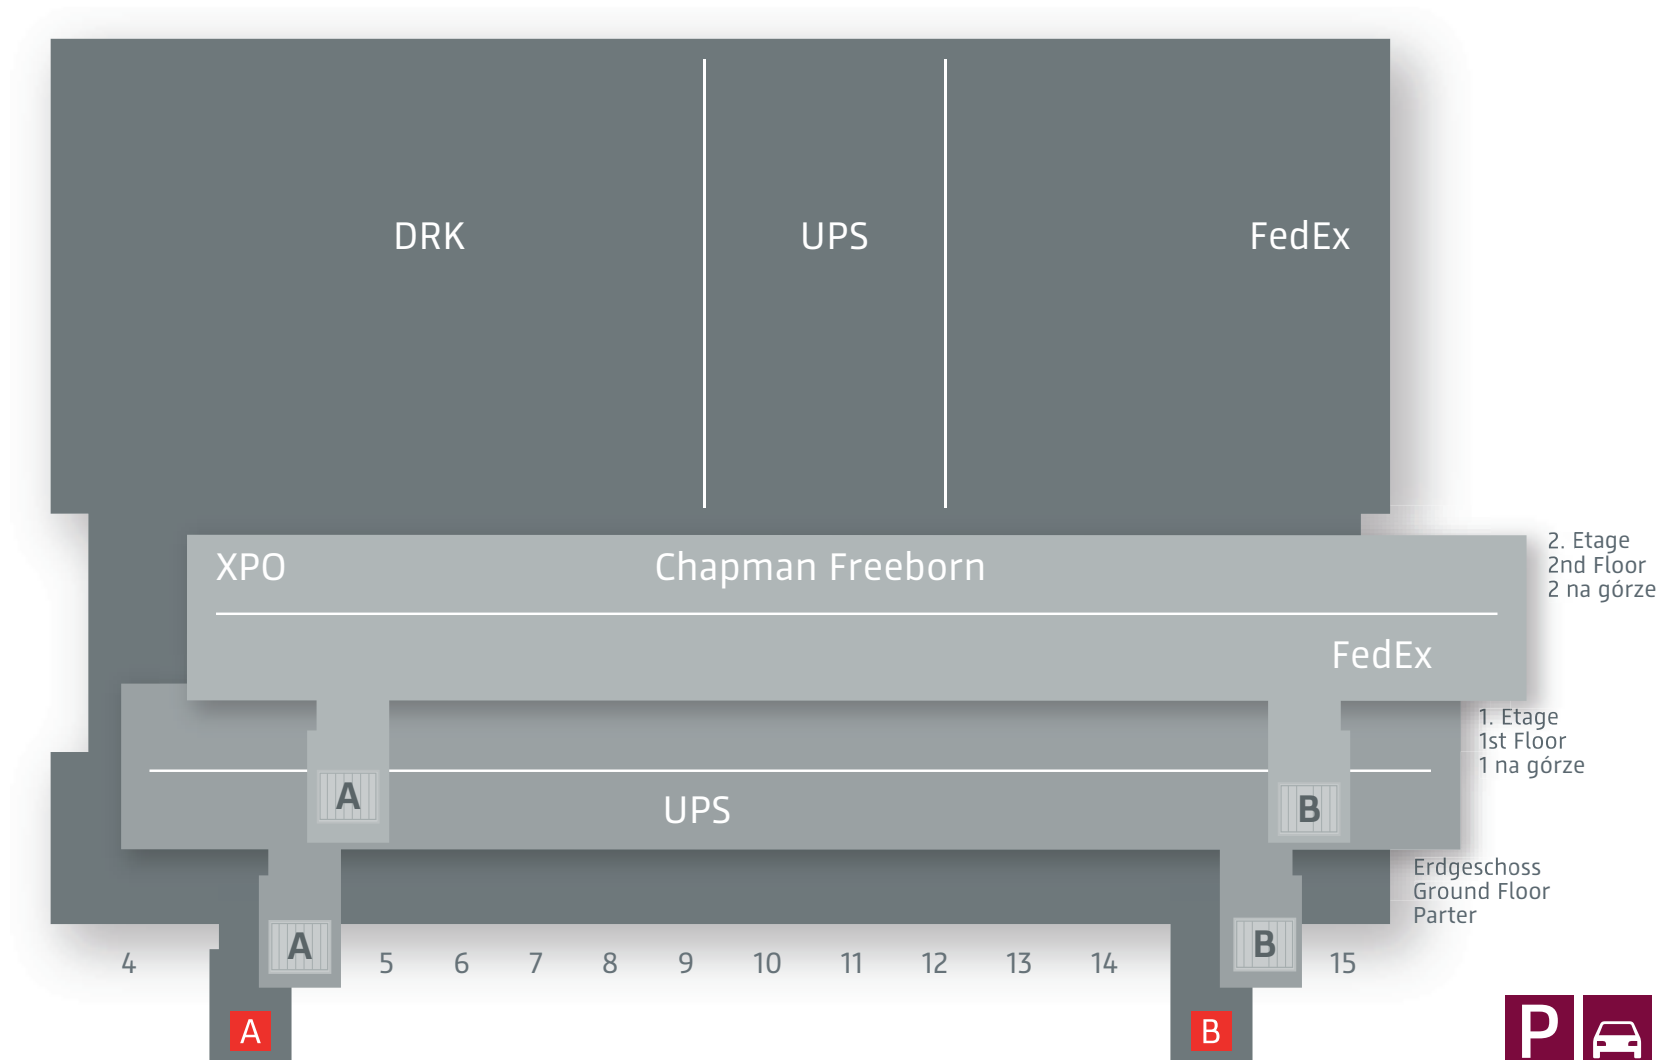 DRK
UPS
FedEx
XPO
Chapman Freeborn
2. Etage
2nd Floor
2 na górze
FedEx
1. Etage
1st Floor
1 na górze
A
B
UPS
Erdgeschoss
Ground Floor
Parter
A
B
4 5 6 7 8 9 10 11 12 13 14 15
A
B
P